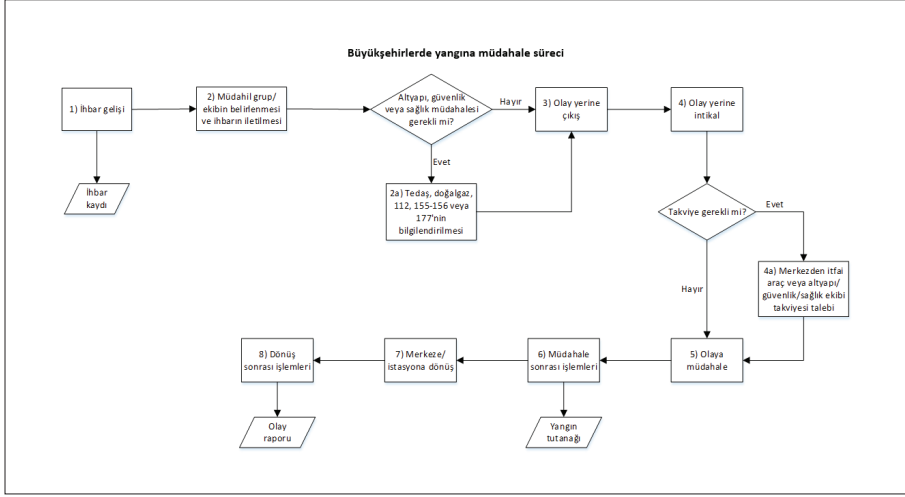 Büyükşehirlerde yangına müdahale süreci
1) İhbar gelişi
2) Müdahil grup/
ekibin belirlenmesi
ve ihbarın iletilmesi
Altyapı, güvenlik
veya sağlık müdahalesi
gerekli mi?
Hayır
3) Olay yerine
çıkış
4) Olay yerine
intikal
İhbar
kaydı
Evet
2a) Tedaş, doğalgaz,
112, 155-156 veya
177'nin
bilgilendirilmesi
Takviye gerekli mi?
Evet
4a) Merkezden itfai
araç veya altyapı/
güvenlik/sağlık ekibi
takviyesi talebi
Hayır
8) Dönüş
sonrası işlemleri
7) Merkeze/
istasyona dönüş
6) Müdahale
sonrası işlemleri
5) Olaya
müdahale
Olay
raporu
Yangın
tutanağı